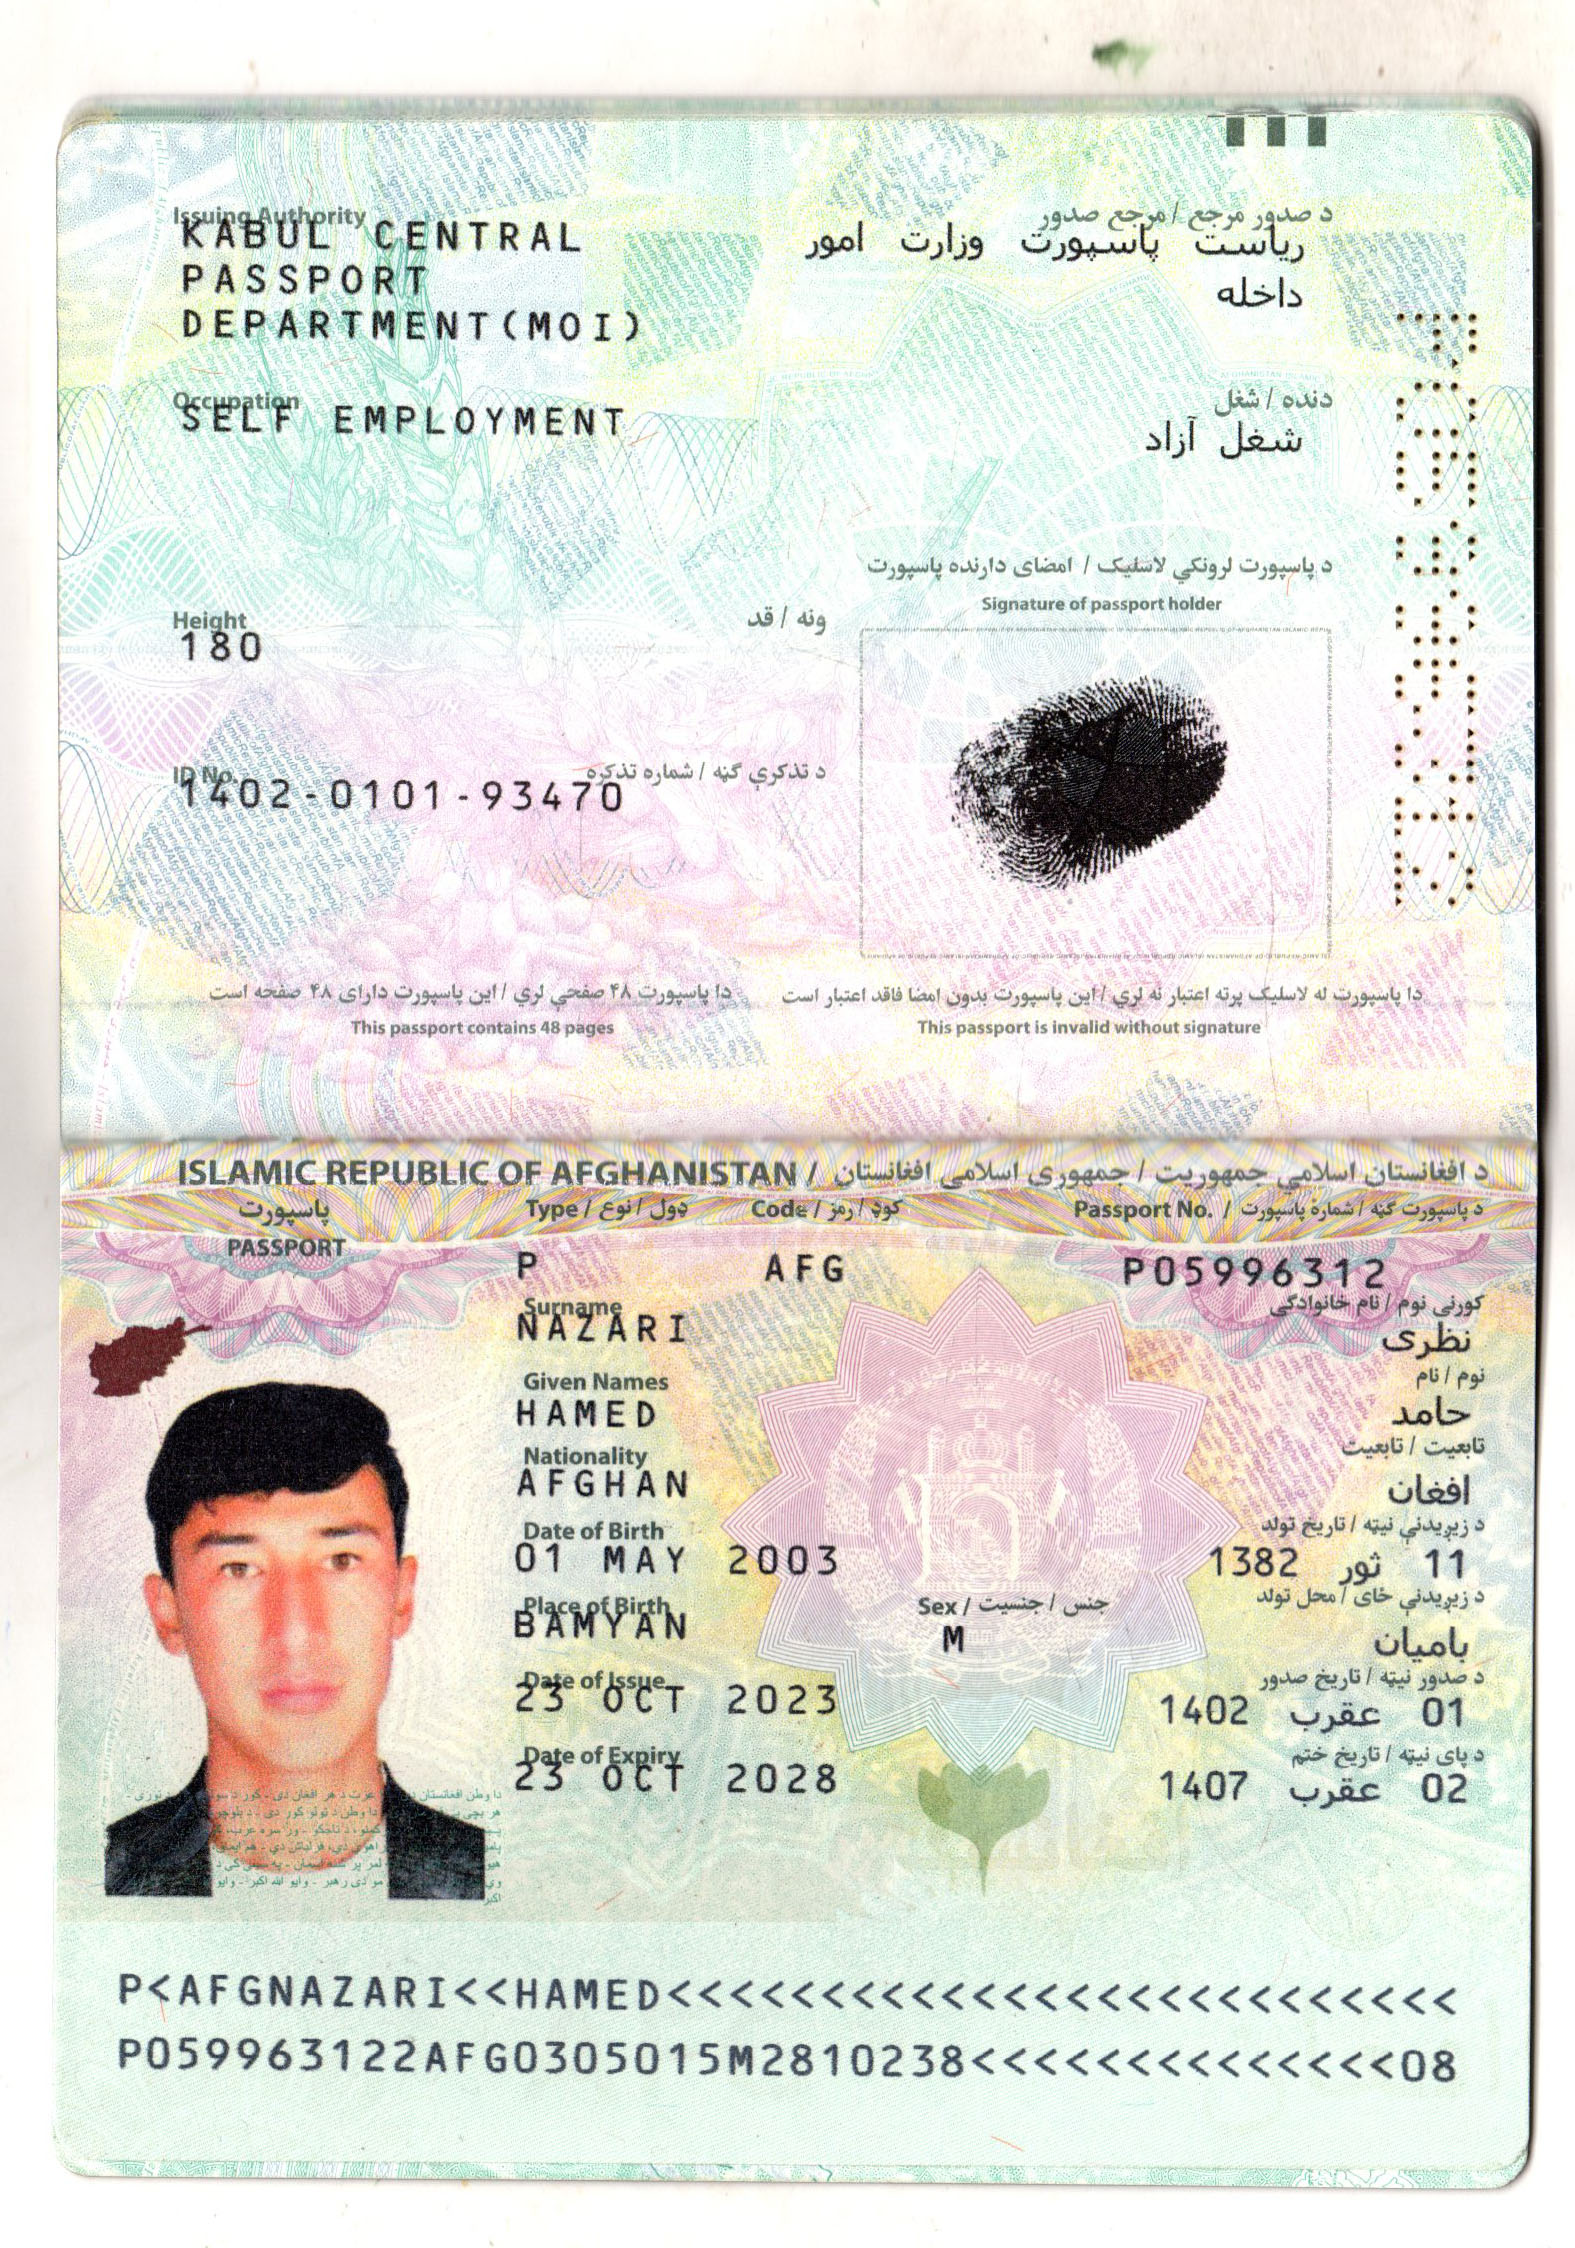 Issuing Authority
د صدور مرجع / مرجع صدور
KABUL CENTRAL
PASSPORT
DEPARTMENT(MOI)
ریاست پاسپورت وزارت امور
داخله
Occupation
دنده / شغل
SELF EMPLOYMENT
شغل آزاد
د پاسپورت لرونکي لاسلیک / امضای دارنده پاسپورت
Signature of passport holder
Height
ونه / قد
180
ID No.
د تذکرې ګڼه / شماره تذکره
1402-0101-93470
دا پاسپورت ۴۸ صفحې لري / این پاسپورت دارای ۴۸ صفحه است
This passport contains 48 pages
دا پاسپورت له لاسلیک پرته اعتبار نه لري / این پاسپورت بدون امضا فاقد اعتبار است
This passport is invalid without signature
ISLAMIC REPUBLIC OF AFGHANISTAN / د افغانستان اسلامي جمهوریت / جمهوری اسلامی افغانستان
پاسپورت
Type / ډول / نوع
Code / کوډ / رمز
Passport No. / د پاسپورت ګڼه / شماره پاسپورت
PASSPORT
P
AFG
P05996312
Surname
کورنی نوم / نام خانوادگی
NAZARI
نظری
Given Names
نوم / نام
HAMED
حامد
Nationality
تابعیت / تابعیت
AFGHAN
افغان
Date of Birth
د زیږیدنې نیټه / تاریخ تولد
01 MAY 2003
11 ثور 1382
Place of Birth
Sex / جنس / جنسیت
د زیږیدنې ځای / محل تولد
BAMYAN
M
بامیان
Date of Issue
د صدور نیټه / تاریخ صدور
23 OCT 2023
01 عقرب 1402
Date of Expiry
د پای نیټه / تاریخ ختم
23 OCT 2028
02 عقرب 1407
P<AFGNAZARI<<HAMED<<<<<<<<<<<<<<<<<<<<<<<<<<
P059963122AFG0305015M2810238<<<<<<<<<<<<<<08